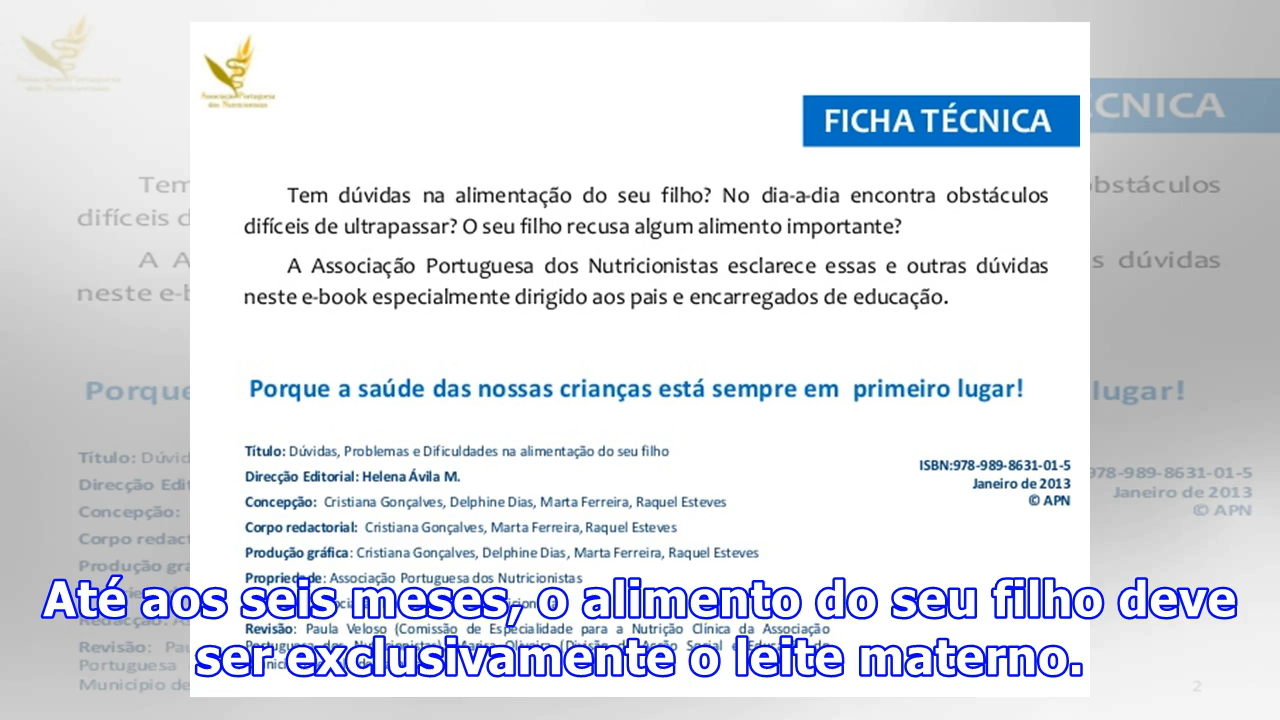 Associação Portuguesa
dos Nutricionistas
FICHA TÉCNICA
Tem dúvidas na alimentação do seu filho? No dia-a-dia encontra obstáculos
difíceis de ultrapassar? O seu filho recusa algum alimento importante?
A Associação Portuguesa dos Nutricionistas esclarece essas e outras dúvidas
neste e-book especialmente dirigido aos pais e encarregados de educação.
Porque a saúde das nossas crianças está sempre em primeiro lugar!
Título: Dúvidas, Problemas e Dificuldades na alimentação do seu filho
Direcção Editorial: Helena Ávila M.
Concepção: Cristiana Gonçalves, Delphine Dias, Marta Ferreira, Raquel Esteves
Corpo redactorial: Cristiana Gonçalves, Marta Ferreira, Raquel Esteves
Produção gráfica: Cristiana Gonçalves, Delphine Dias, Marta Ferreira, Raquel Esteves
Propriedade: Associação Portuguesa dos Nutricionistas
ISBN:978-989-8631-01-5
Janeiro de 2013
© APN
Revisão: Paula Veloso (Comissão de Especialidade para a Nutrição Clínica da Associação
Até aos seis meses, o alimento do seu filho deve
ser exclusivamente o leite materno.
2